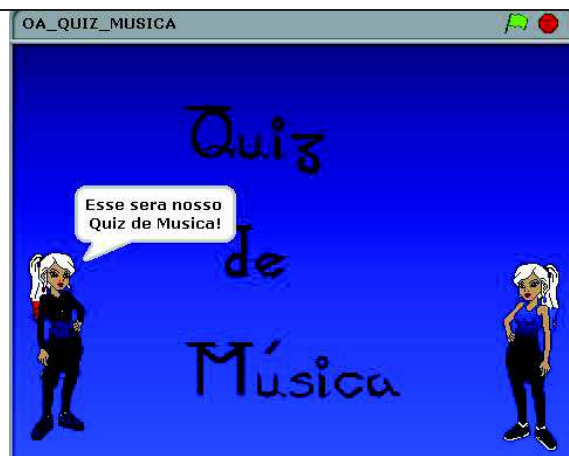 OA_QUIZ_MUSICA
Quiz
Esse sera nosso
Quiz de Musica!
de
Música